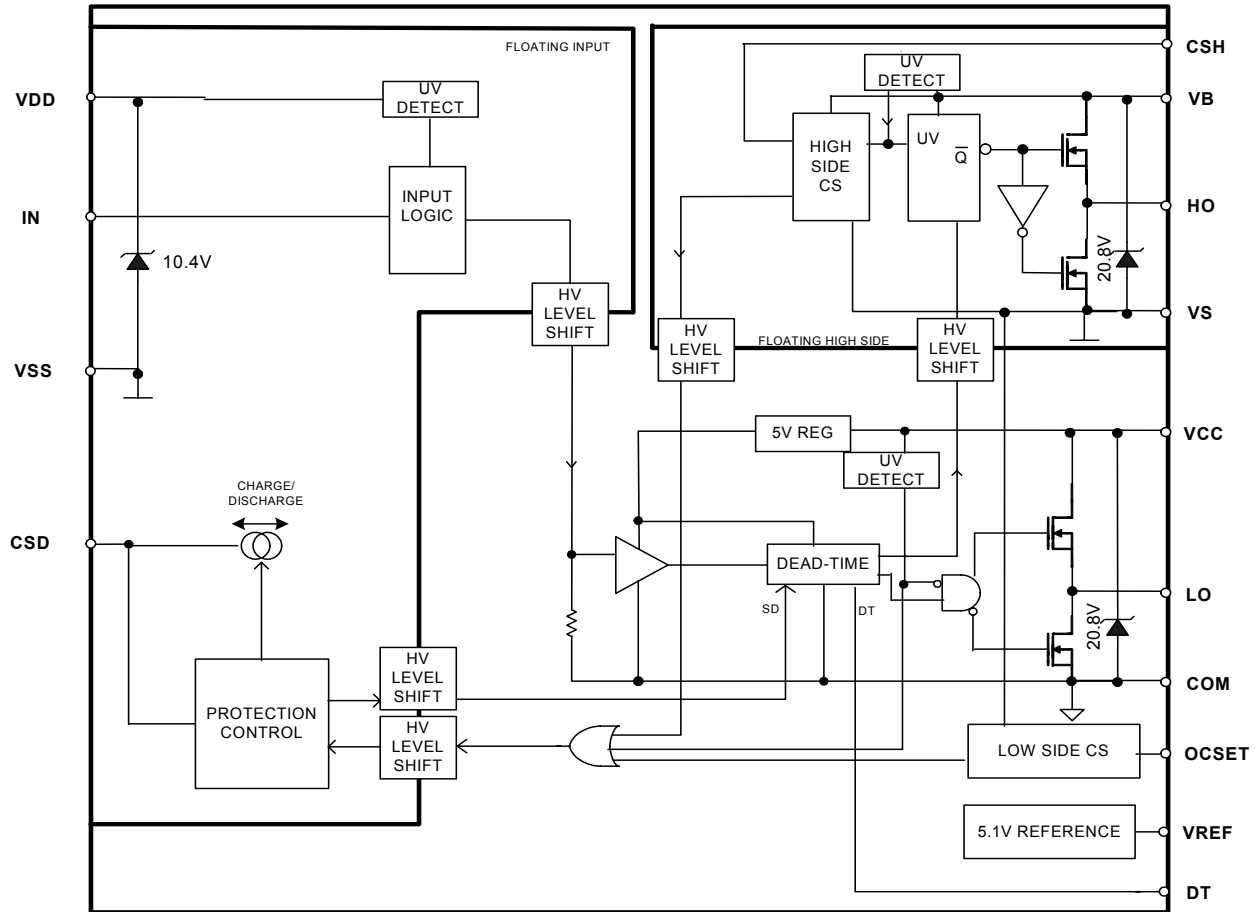 FLOATING INPUT
VDD
UV
DETECT
IN
INPUT
LOGIC
10.4V
HV
LEVEL
SHIFT
VSS
CHARGE/
DISCHARGE
CSD
PROTECTION
CONTROL
HV
LEVEL
SHIFT
HV
LEVEL
SHIFT
CSH
UV
DETECT
VB
HIGH
SIDE
CS
UV
Q
HO
20.8V
VS
HV
LEVEL
SHIFT
FLOATING HIGH SIDE
HV
LEVEL
SHIFT
5V REG
VCC
UV
DETECT
DEAD-TIME
SD
DT
LO
20.8V
COM
LOW SIDE CS
OCSET
5.1V REFERENCE
VREF
DT